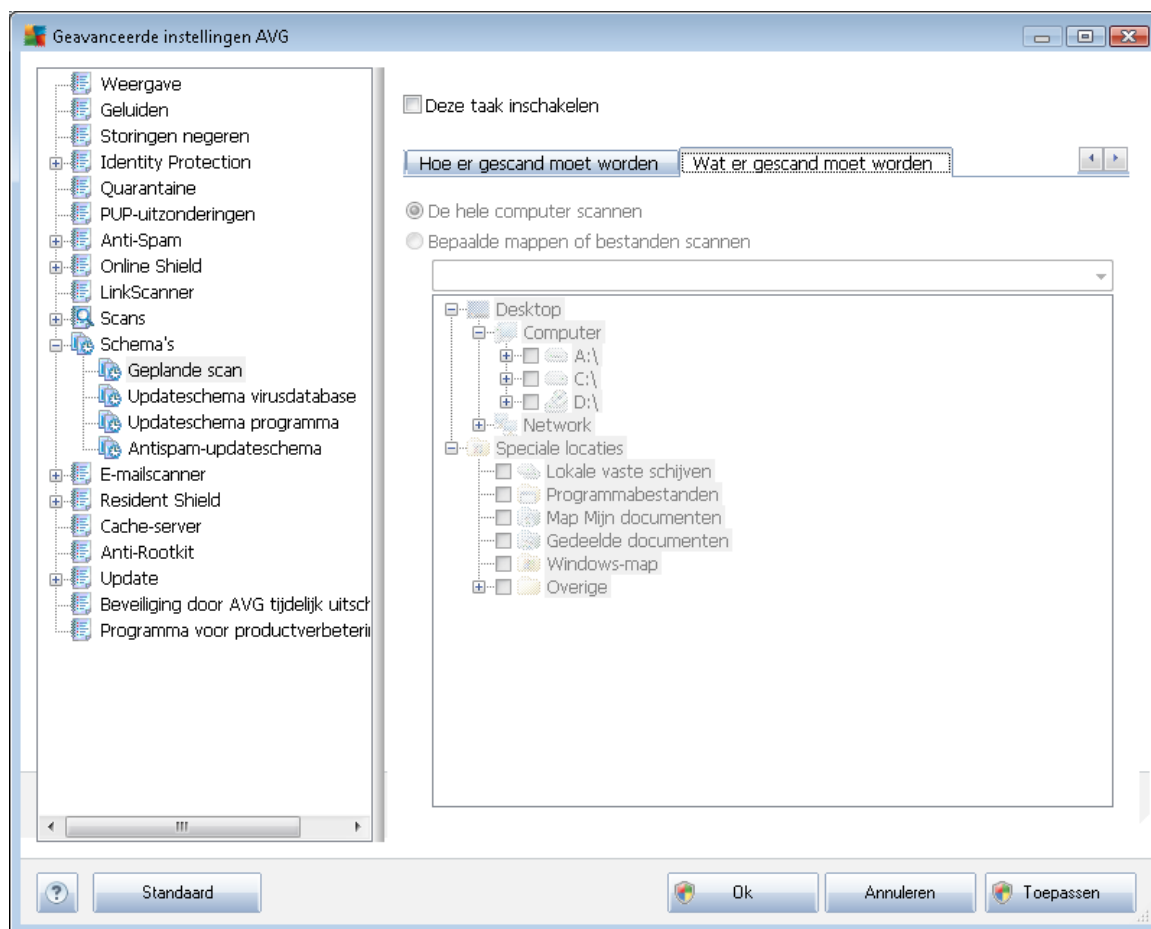 Geavanceerde instellingen AVG
Weergave
Geluiden
Storingen negeren
Identity Protection
Quarantaine
PUP-uitzonderingen
Anti-Spam
Online Shield
LinkScanner
Scans
Schema's
Geplande scan
Updateschema virusdatabase
Updateschema programma
Antispam-updateschema
E-mailscanner
Resident Shield
Cache-server
Anti-Rootkit
Update
Beveiliging door AVG tijdelijk uitsch
Programma voor productverbeteri
Deze taak inschakelen
Hoe er gescand moet worden
Wat er gescand moet worden
De hele computer scannen
Bepaalde mappen of bestanden scannen
Desktop
Computer
A:\
C:\
D:\
Network
Speciale locaties
Lokale vaste schijven
Programmabestanden
Map Mijn documenten
Gedeelde documenten
Windows-map
Overige
?
Standaard
Ok
Annuleren
Toepassen